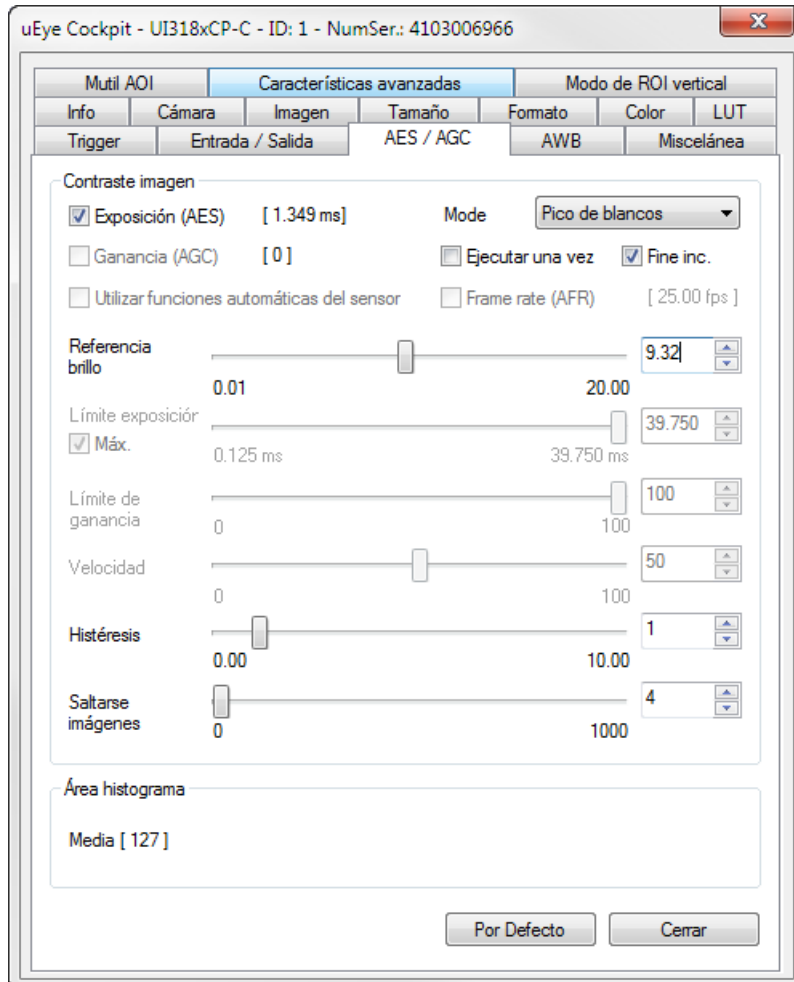 uEye Cockpit - UI318xCP-C - ID: 1 - NumSer.: 4103006966
Mutil AOI Características avanzadas Modo de ROI vertical
Info Cámara Imagen Tamaño Formato Color LUT
Trigger Entrada / Salida AES / AGC AWB Miscelánea
Contraste imagen
Exposición (AES) [ 1.349 ms] Mode Pico de blancos
Ganancia (AGC) [ 0 ] Ejecutar una vez Fine inc.
Utilizar funciones automáticas del sensor Frame rate (AFR) [ 25.00 fps ]
Referencia
brillo
9.32
0.01 20.00
Límite exposiciór
Máx.
39.750
0.125 ms 39.750 ms
Límite de
ganancia
100
0 100
Velocidad
50
0 100
Histéresis
1
0.00 10.00
Saltarse
imágenes
4
0 1000
Área histograma
Media [ 127 ]
Por Defecto Cerrar